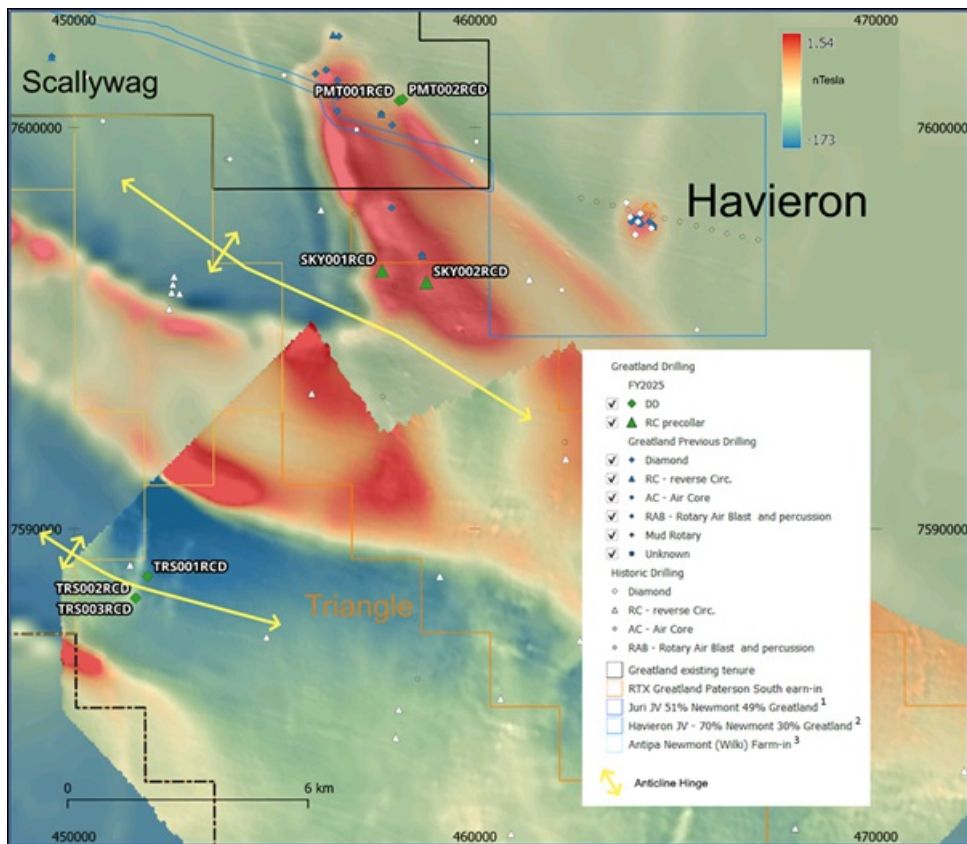 450000
460000
470000
1.54
nTesla
-173
Scallywag
PMT001RCD
PMT002RCD
7600000
7600000
Havieron
SKY001RCD
SKY002RCD
7590000
7590000
TRS001RCD
TRS002RCD
TRS003RCD
Triangle
Greatland Drilling
FY2025
DD
RC precollar
Greatland Previous Drilling
Diamond
RC - reverse Circ.
AC - Air Core
RAB - Rotary Air Blast and percussion
Mud Rotary
Unknown
Historic Drilling
Diamond
RC - reverse Circ.
AC - Air Core
RAB - Rotary Air Blast and percussion
Greatland existing tenure
RTX Greatland Paterson South earn-in
Juri JV 51% Newmont 49% Greatland 1
Havieron JV - 70% Newmont 30% Greatland 2
Antipa Newmont (Wilki) Farm-in 3
Anticline Hinge
0
6 km
450000
460000
470000